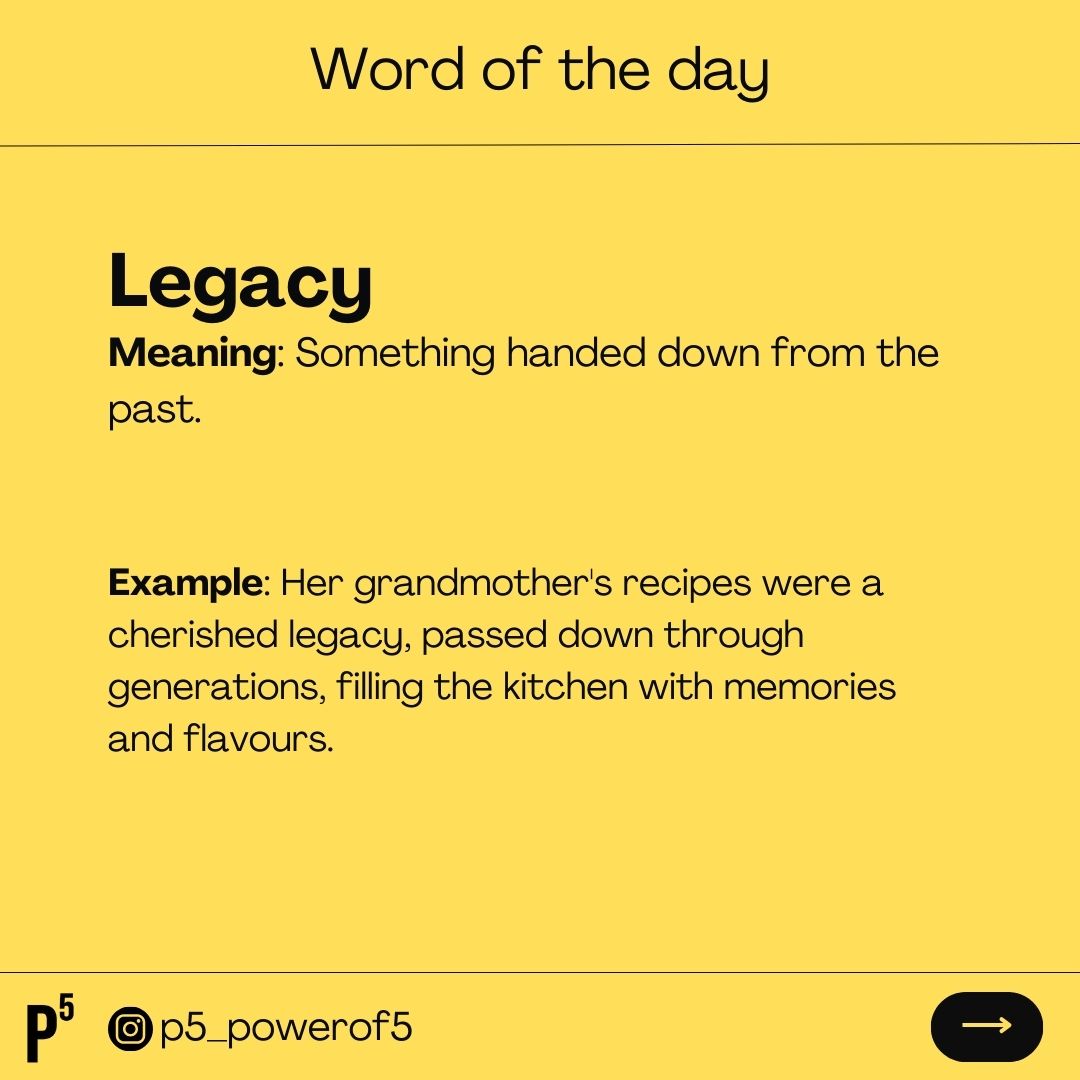 Word of the day
Legacy
Meaning: Something handed down from the
past.
Example: Her grandmother's recipes were a
cherished legacy, passed down through
generations, filling the kitchen with memories
and flavours.
P⁵ p5_powerof5